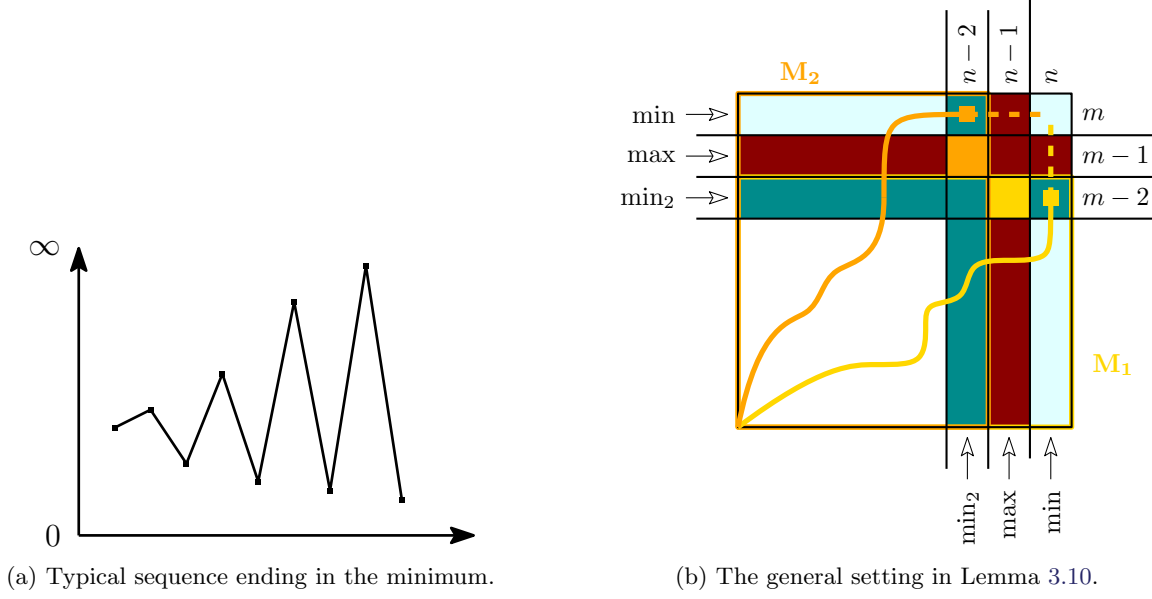 ∞
0
(a) Typical sequence ending in the minimum.
n − 2
n − 1
n
M₂
min
m
max
m − 1
min₂
m − 2
M₁
min₂
max
min
(b) The general setting in Lemma 3.10.